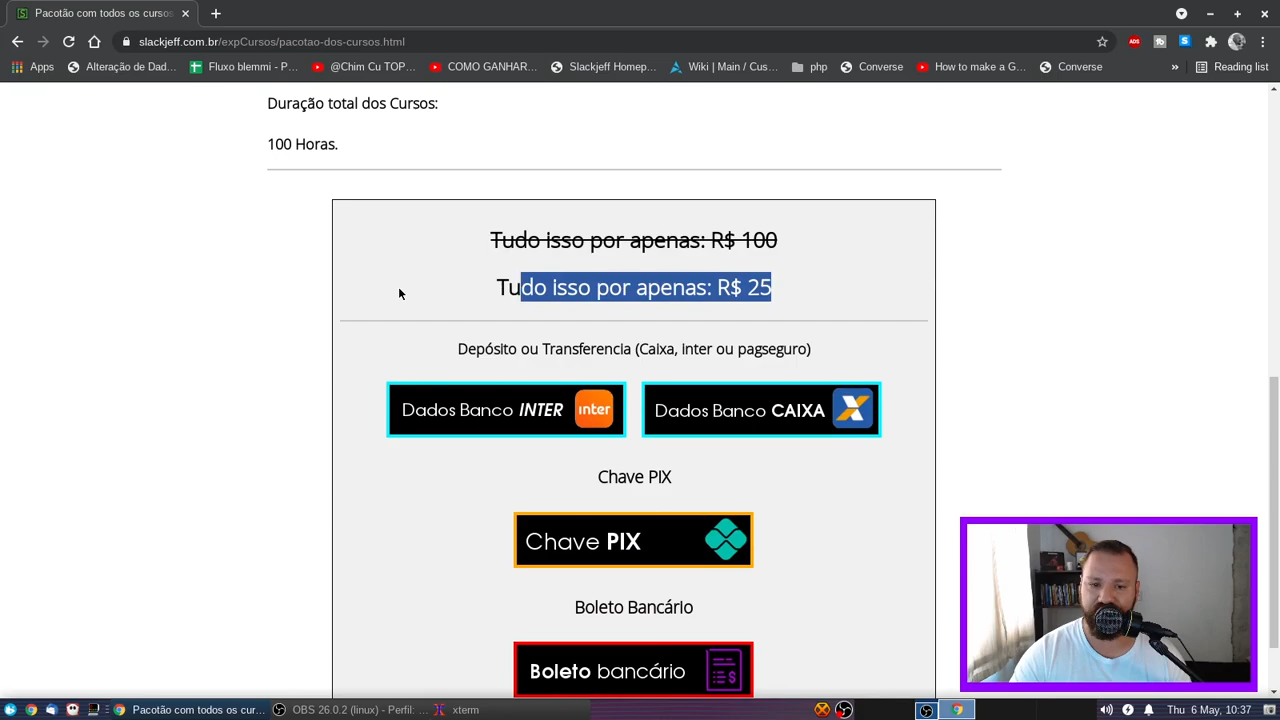 Pacotão com todos os cursos
slackjeff.com.br/expCursos/pacotao-dos-cursos.html
ADS
Apps
Alteração de Dad...
Fluxo blemmi - P...
@Chim Cu TOP...
COMO GANHAR...
Slackjeff Homep...
Wiki | Main / Cus...
php
Converse
How to make a G...
Converse
»
Reading list
Duração total dos Cursos:
100 Horas.
Tudo isso por apenas: R$ 100
Tudo isso por apenas: R$ 25
Depósito ou Transferencia (Caixa, inter ou pagseguro)
Dados Banco INTER inter
Dados Banco CAIXA
Chave PIX
Chave PIX
Boleto Bancário
Boleto bancário
Pacotão com todos os cursos ...
OBS 26.0.2 (linux) - Perfil: ...
xterm
Thu 6 May, 10:37